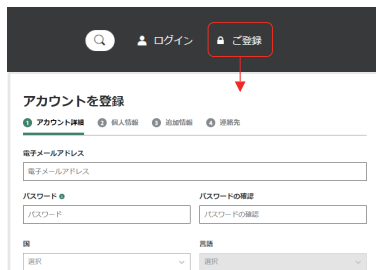 ログイン ご登録
アカウントを登録
1 アカウント詳細 2 個人情報 3 追加情報 4 連絡先
電子メールアドレス
電子メールアドレス
パスワード パスワードの確認
パスワード パスワードの確認
国 言語
選択 選択